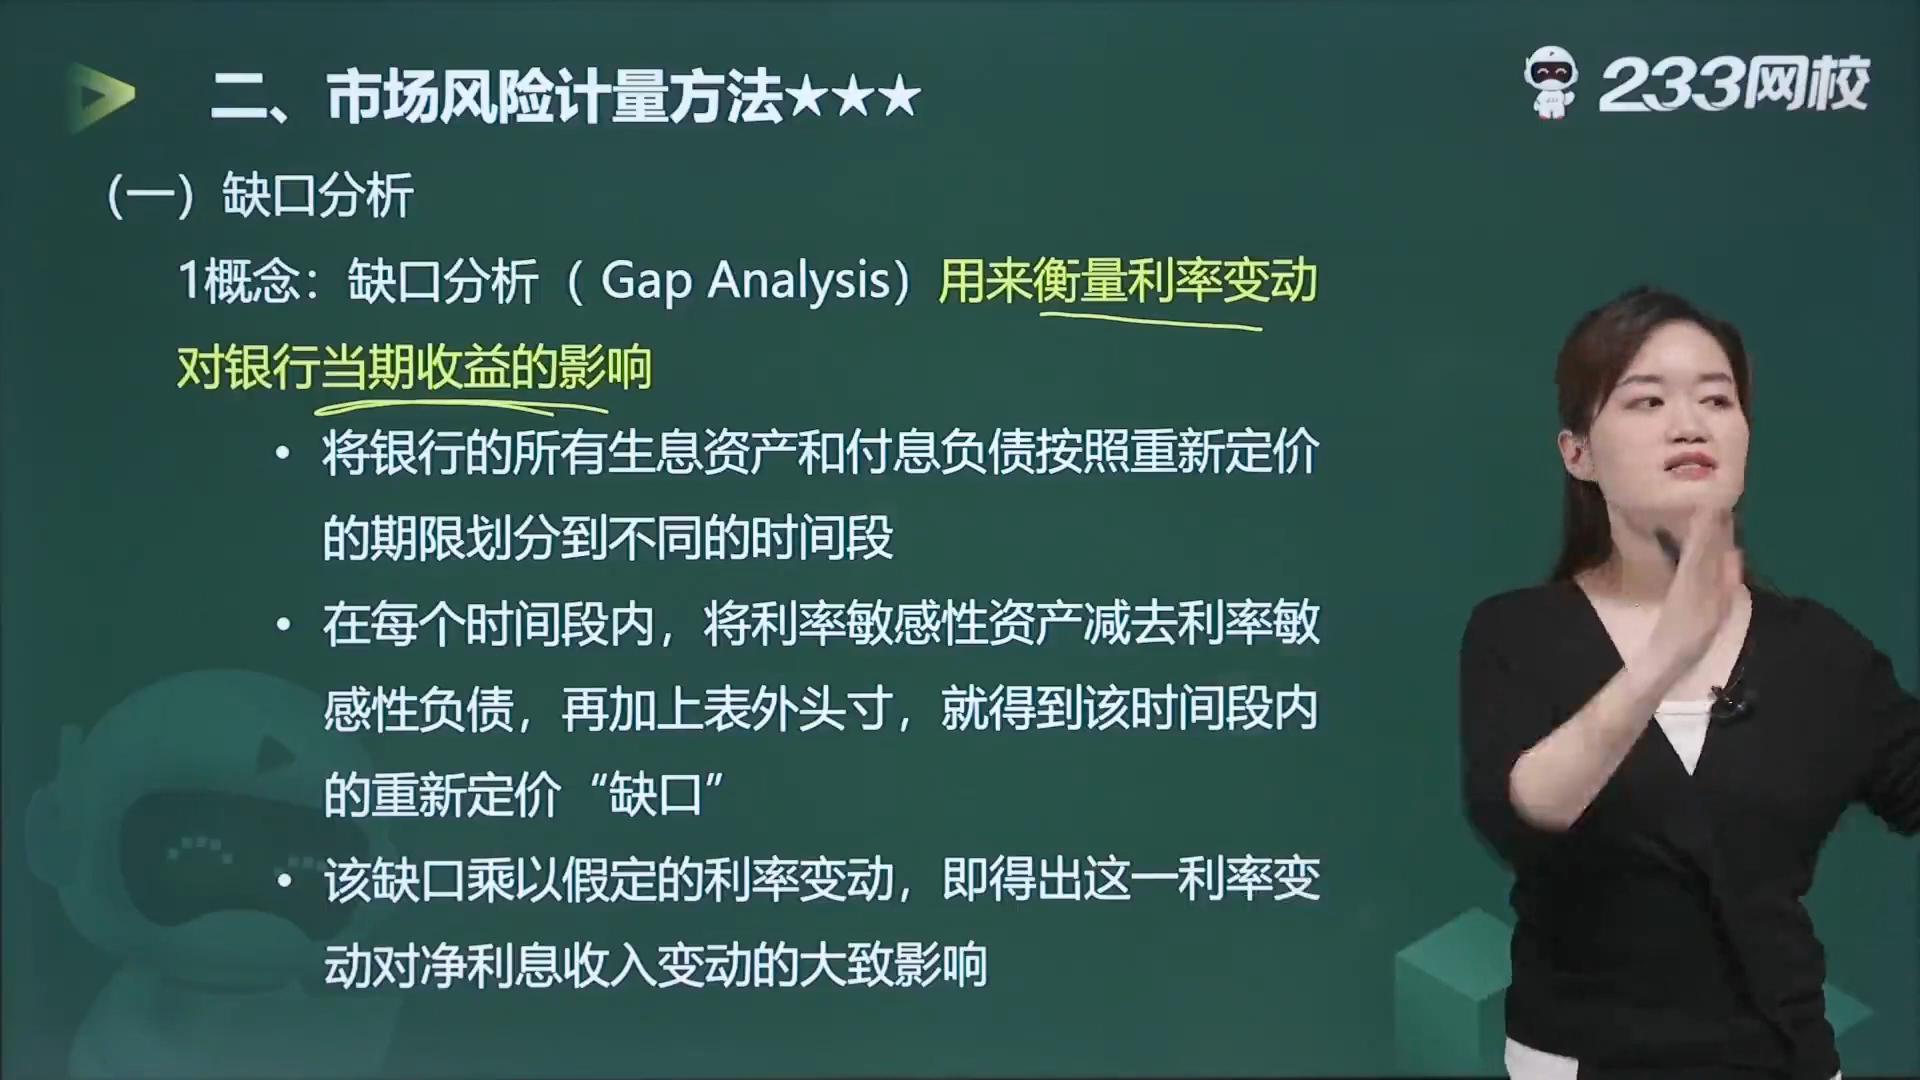 二、市场风险计量方法★★★
233网校
（一）缺口分析
1概念：缺口分析（ Gap Analysis）用来衡量利率变动
对银行当期收益的影响
• 将银行的所有生息资产和付息负债按照重新定价
的期限划分到不同的时间段
• 在每个时间段内，将利率敏感性资产减去利率敏
感性负债，再加上表外头寸，就得到该时间段内
的重新定价“缺口”
• 该缺口乘以假定的利率变动，即得出这一利率变
动对净利息收入变动的大致影响